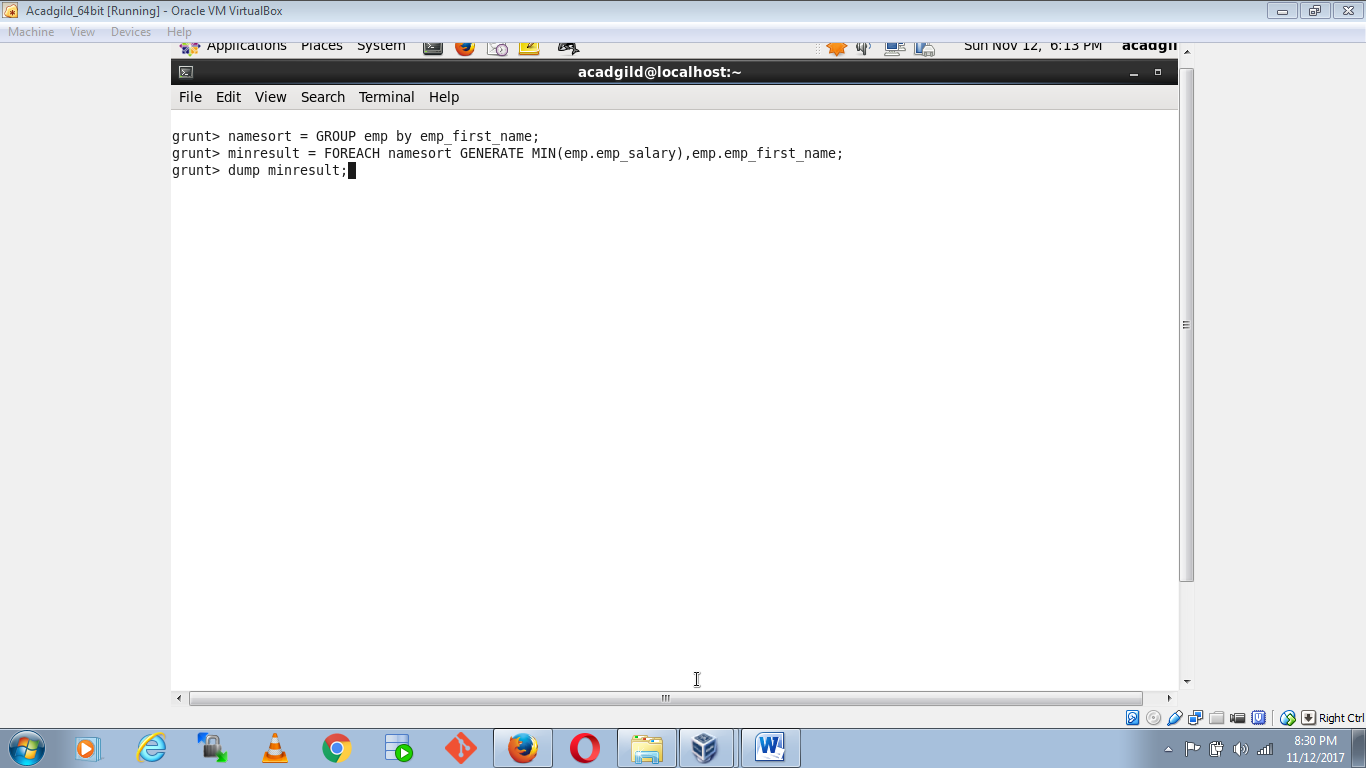 Acadgild_64bit [Running] - Oracle VM VirtualBox
Machine View Devices Help
Applications Places System Sun Nov 12, 6:13 PM acadgil
acadgild@localhost:~
File Edit View Search Terminal Help
grunt> namesort = GROUP emp by emp_first_name;
grunt> minresult = FOREACH namesort GENERATE MIN(emp.emp_salary),emp.emp_first_name;
grunt> dump minresult;
Right Ctrl
8:30 PM
11/12/2017